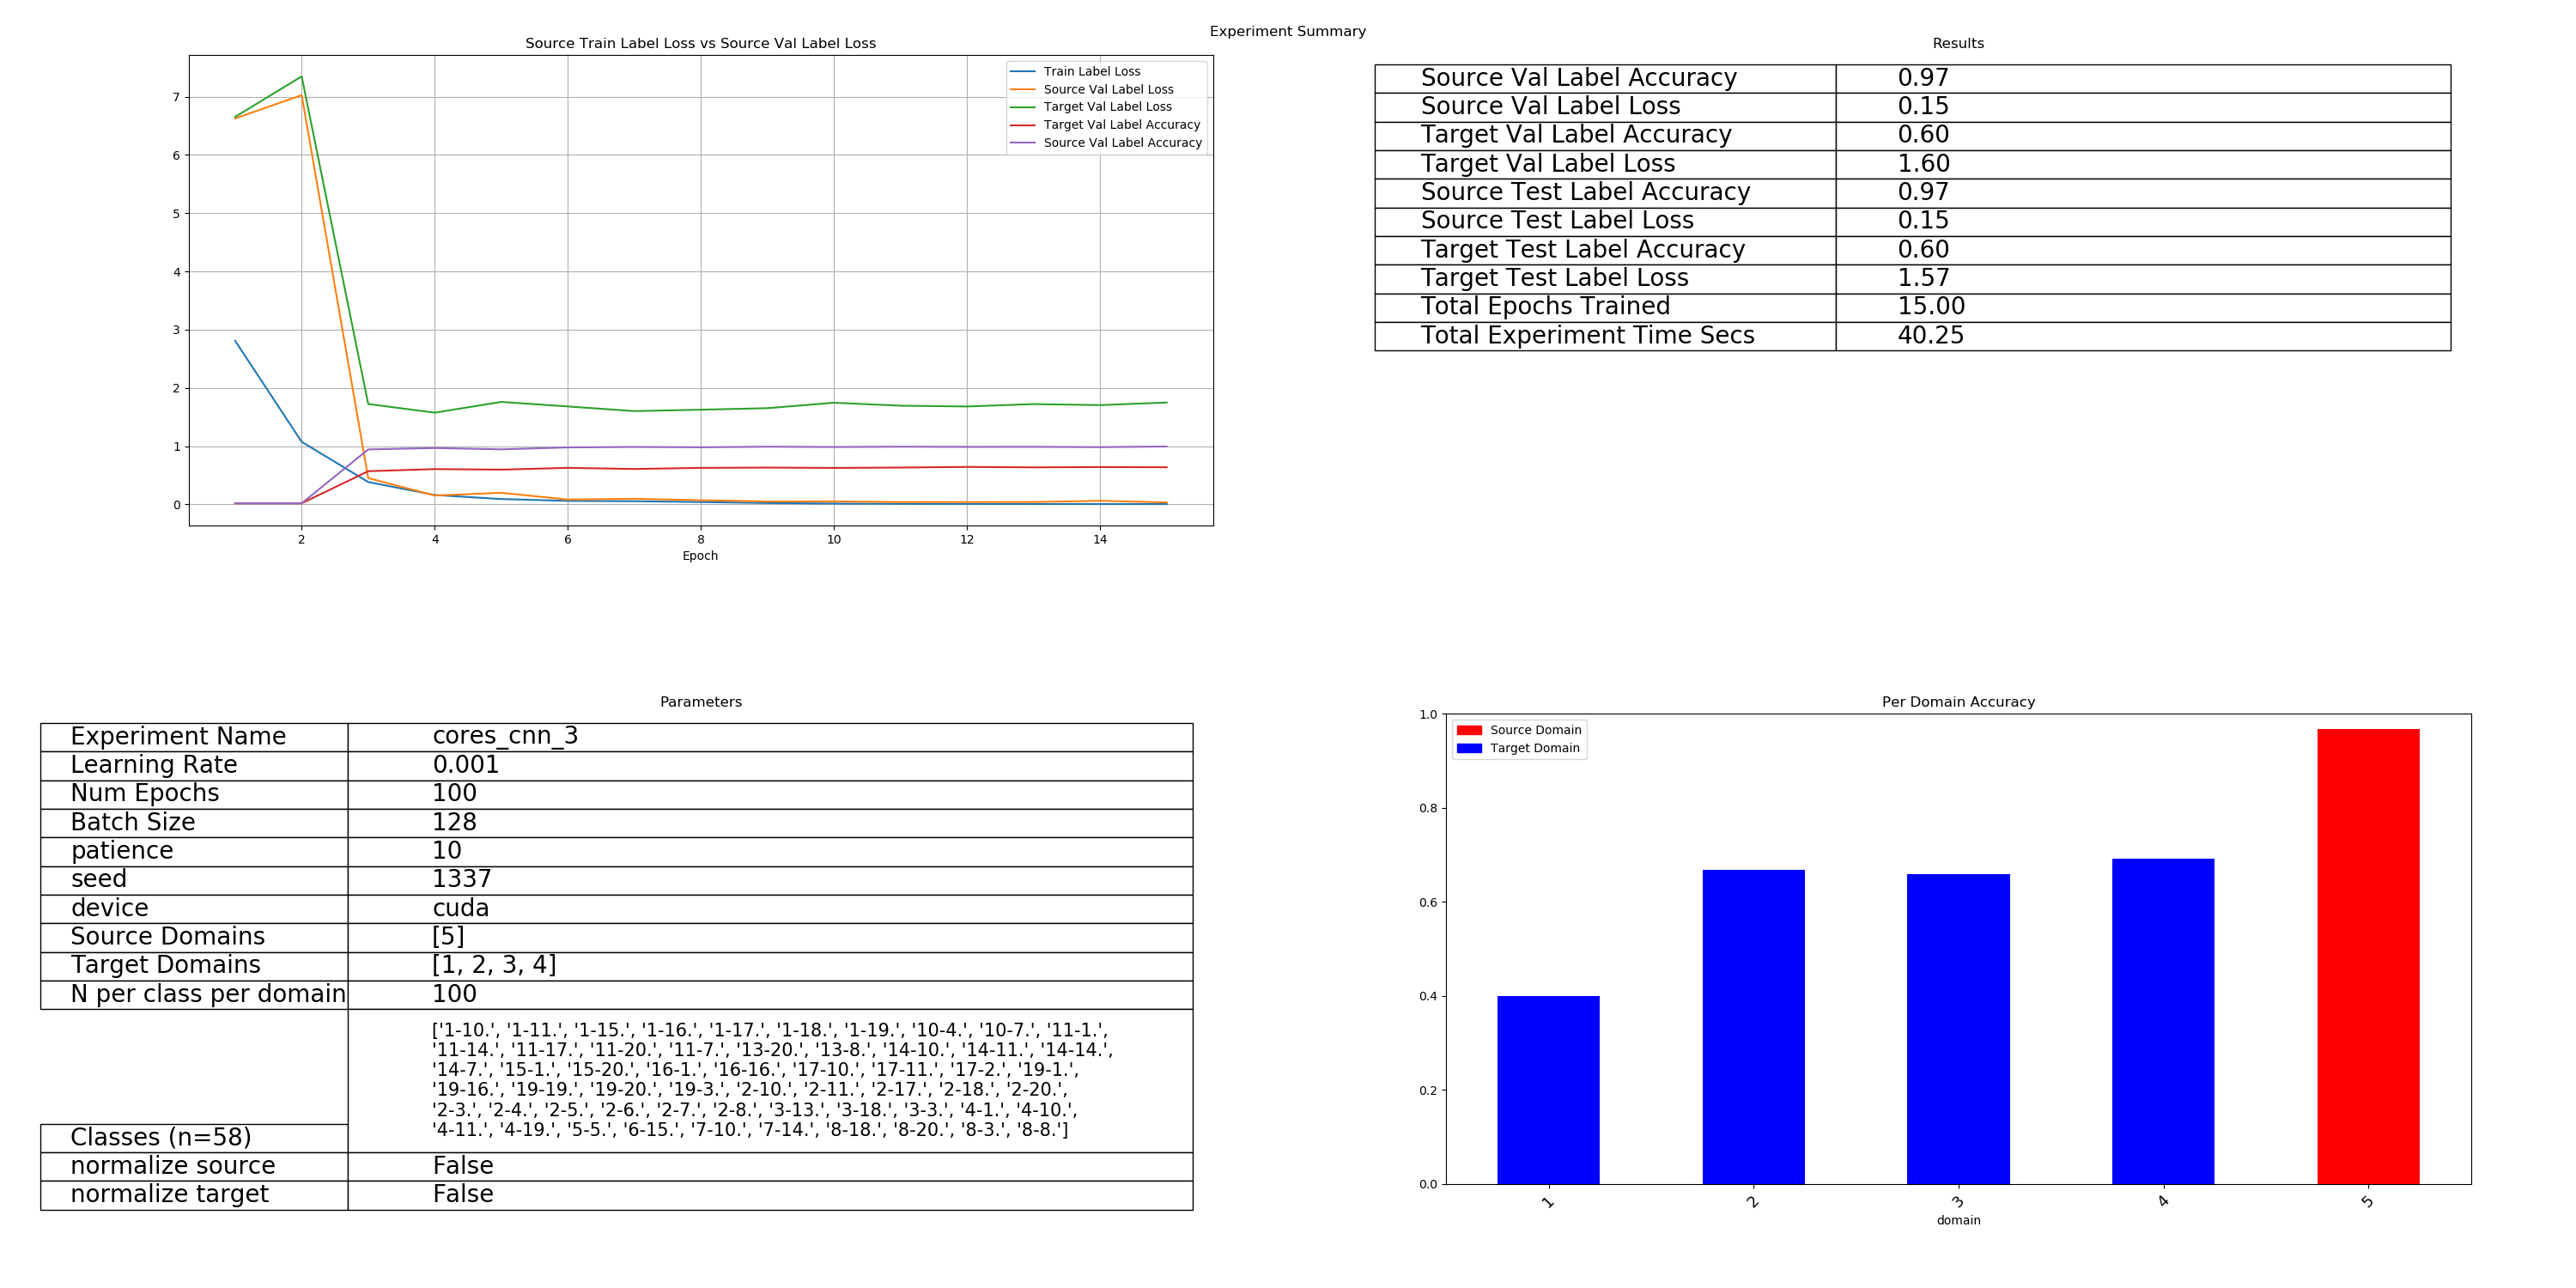 Experiment Summary
Source Train Label Loss vs Source Val Label Loss
Train Label Loss
Source Val Label Loss
Target Val Label Loss
Target Val Label Accuracy
Source Val Label Accuracy
7
6
5
4
3
2
1
0
2 4 6 8 10 12 14
Epoch
Results
Source Val Label Accuracy 0.97
Source Val Label Loss 0.15
Target Val Label Accuracy 0.60
Target Val Label Loss 1.60
Source Test Label Accuracy 0.97
Source Test Label Loss 0.15
Target Test Label Accuracy 0.60
Target Test Label Loss 1.57
Total Epochs Trained 15.00
Total Experiment Time Secs 40.25
Parameters
Experiment Name cores_cnn_3
Learning Rate 0.001
Num Epochs 100
Batch Size 128
patience 10
seed 1337
device cuda
Source Domains [5]
Target Domains [1, 2, 3, 4]
N per class per domain 100
['1-10.', '1-11.', '1-15.', '1-16.', '1-17.', '1-18.', '1-19.', '10-4.', '10-7.', '11-1.',
'11-14.', '11-17.', '11-20.', '11-7.', '13-20.', '13-8.', '14-10.', '14-11.', '14-14.',
'14-7.', '15-1.', '15-20.', '16-1.', '16-16.', '17-10.', '17-11.', '17-2.', '19-1.',
'19-16.', '19-19.', '19-20.', '19-3.', '2-10.', '2-11.', '2-17.', '2-18.', '2-20.',
'2-3.', '2-4.', '2-5.', '2-6.', '2-7.', '2-8.', '3-13.', '3-18.', '3-3.', '4-1.', '4-10.',
'4-11.', '4-19.', '5-5.', '6-15.', '7-10.', '7-14.', '8-18.', '8-20.', '8-3.', '8-8.']
Classes (n=58)
normalize source False
normalize target False
Per Domain Accuracy
Source Domain
Target Domain
1.0
0.8
0.6
0.4
0.2
0.0
1 2 3 4 5
domain